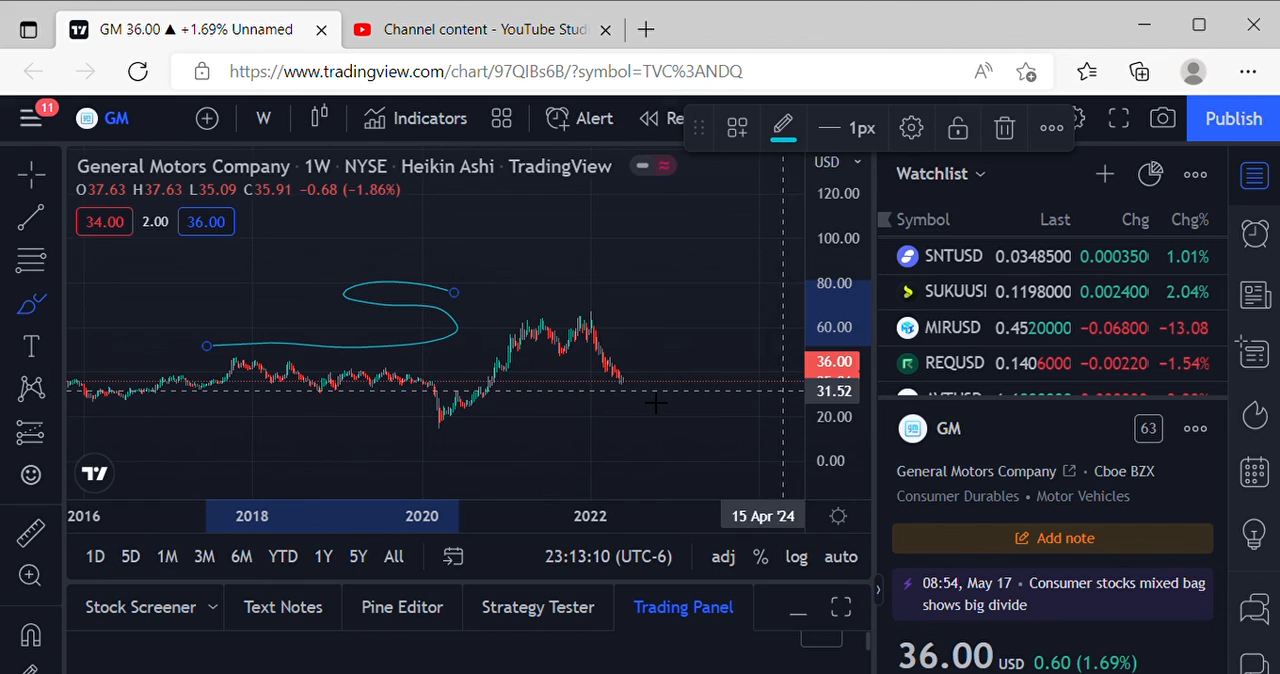 GM 36.00 ▲ +1.69% Unnamed
Channel content - YouTube Stud
https://www.tradingview.com/chart/97QIBs6B/?symbol=TVC%3ANDQ
11
GM
W
Indicators
Alert
Re
1px
Publish
General Motors Company · 1W · NYSE · Heikin Ashi · TradingView
O37.63 H37.63 L35.09 C35.91 −0.68 (−1.86%)
34.00 2.00 36.00
USD
120.00
100.00
80.00
60.00
36.00
31.52
20.00
0.00
2016 2018 2020 2022 15 Apr '24
1D 5D 1M 3M 6M YTD 1Y 5Y All
23:13:10 (UTC-6)
adj % log auto
Stock Screener
Text Notes
Pine Editor
Strategy Tester
Trading Panel
Watchlist
Symbol Last Chg Chg%
SNTUSD 0.0348500 0.000350 1.01%
SUKUUSI 0.1198000 0.002400 2.04%
MIRUSD 0.4520000 −0.06800 −13.08
REQUSD 0.1406000 −0.00220 −1.54%
GM
63
General Motors Company · Cboe BZX
Consumer Durables • Motor Vehicles
Add note
08:54, May 17 • Consumer stocks mixed bag
shows big divide
36.00 USD 0.60 (1.69%)